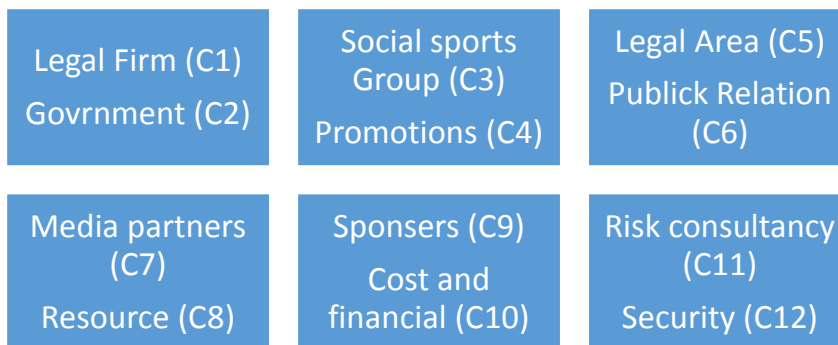 Legal Firm (C1)
Govrnment (C2)
Social sports
Group (C3)
Promotions (C4)
Legal Area (C5)
Publick Relation
(C6)
Media partners
(C7)
Resource (C8)
Sponsers (C9)
Cost and
financial (C10)
Risk consultancy
(C11)
Security (C12)